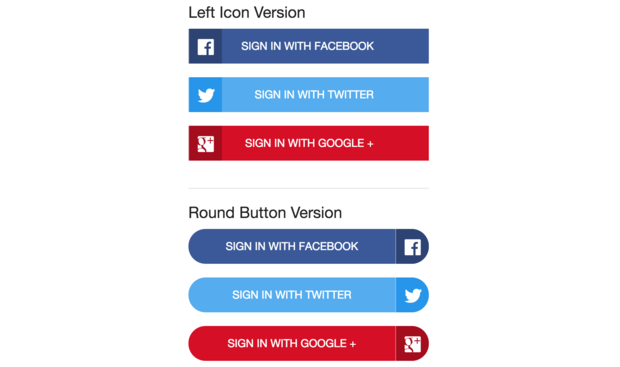 Left Icon Version
SIGN IN WITH FACEBOOK
SIGN IN WITH TWITTER
g+
SIGN IN WITH GOOGLE +
Round Button Version
SIGN IN WITH FACEBOOK
SIGN IN WITH TWITTER
SIGN IN WITH GOOGLE +
g+